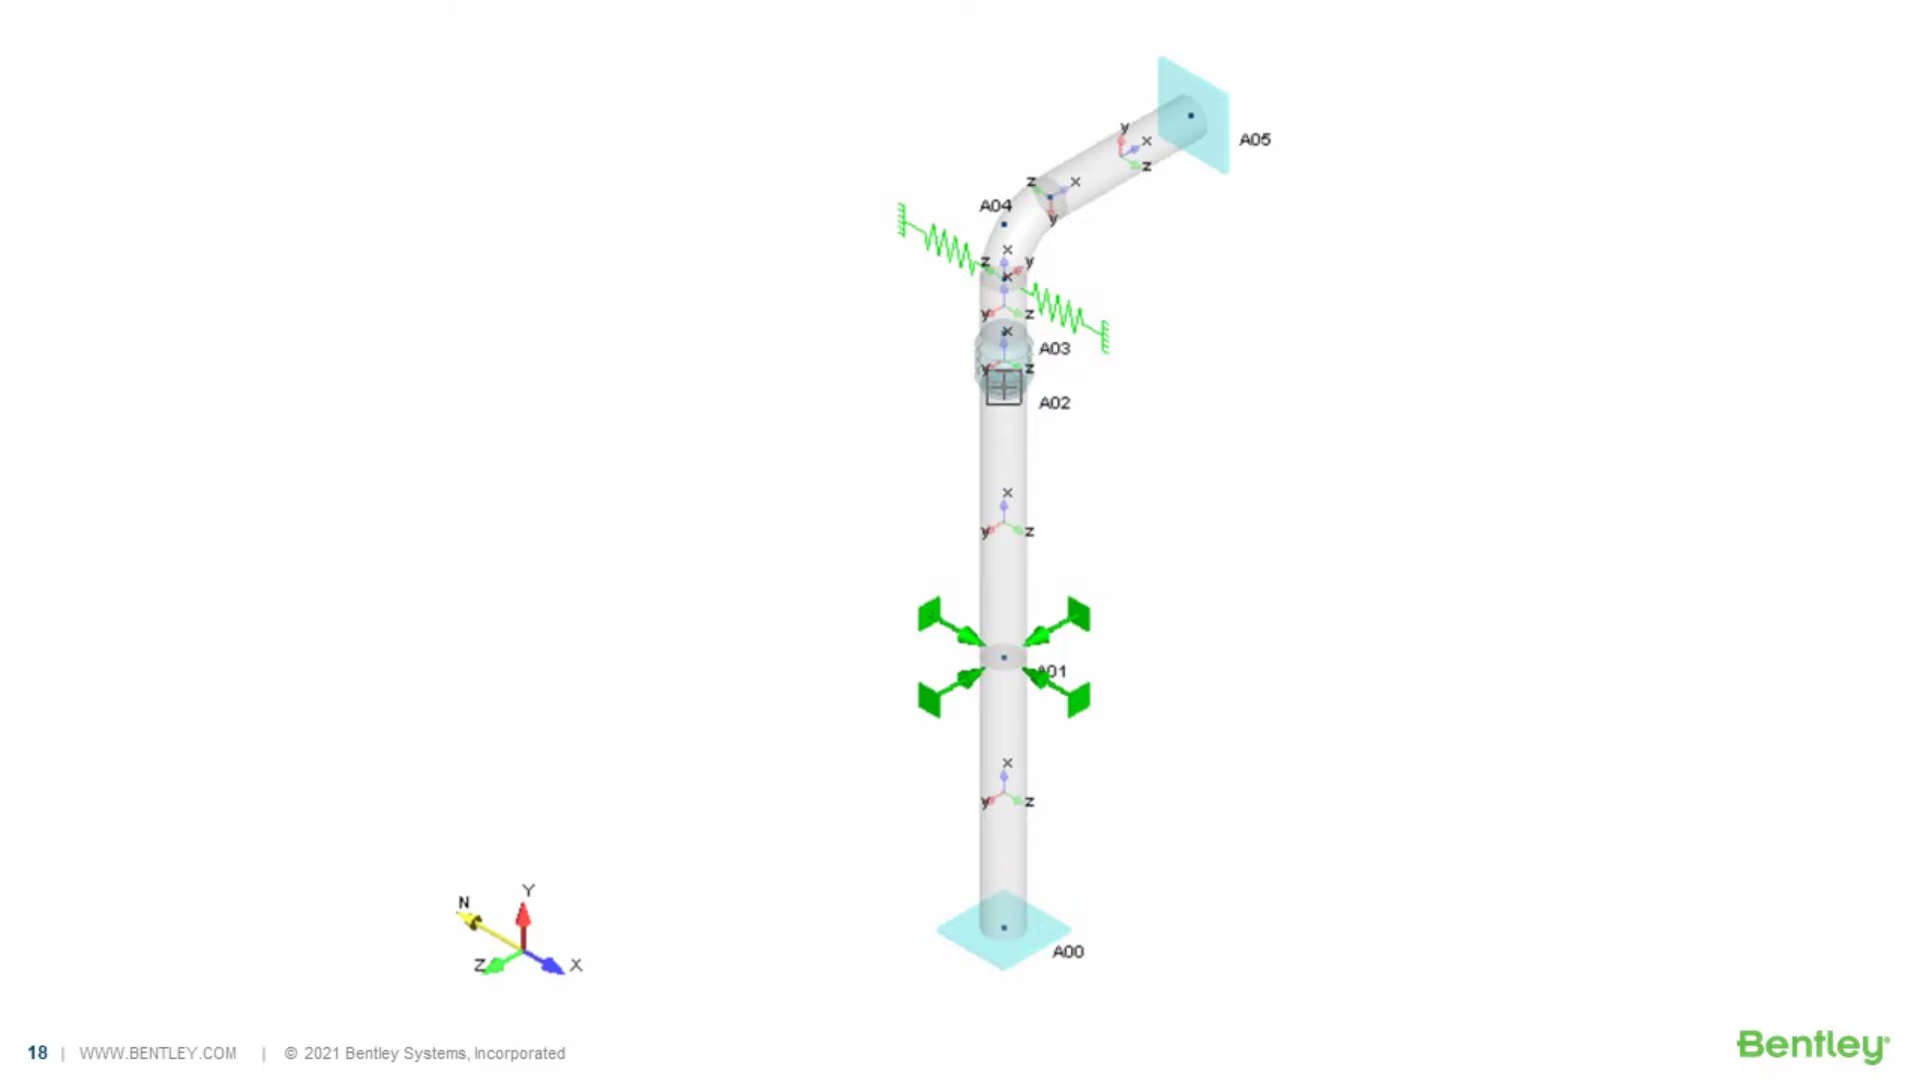 A05
y
x
z
z
x
A04
y
x
z
y
x
y
z
x
A03
y
z
A02
x
y
z
A01
x
y
z
A00
Y
N
Z
X
18 | WWW.BENTLEY.COM | © 2021 Bentley Systems, Incorporated
Bentley